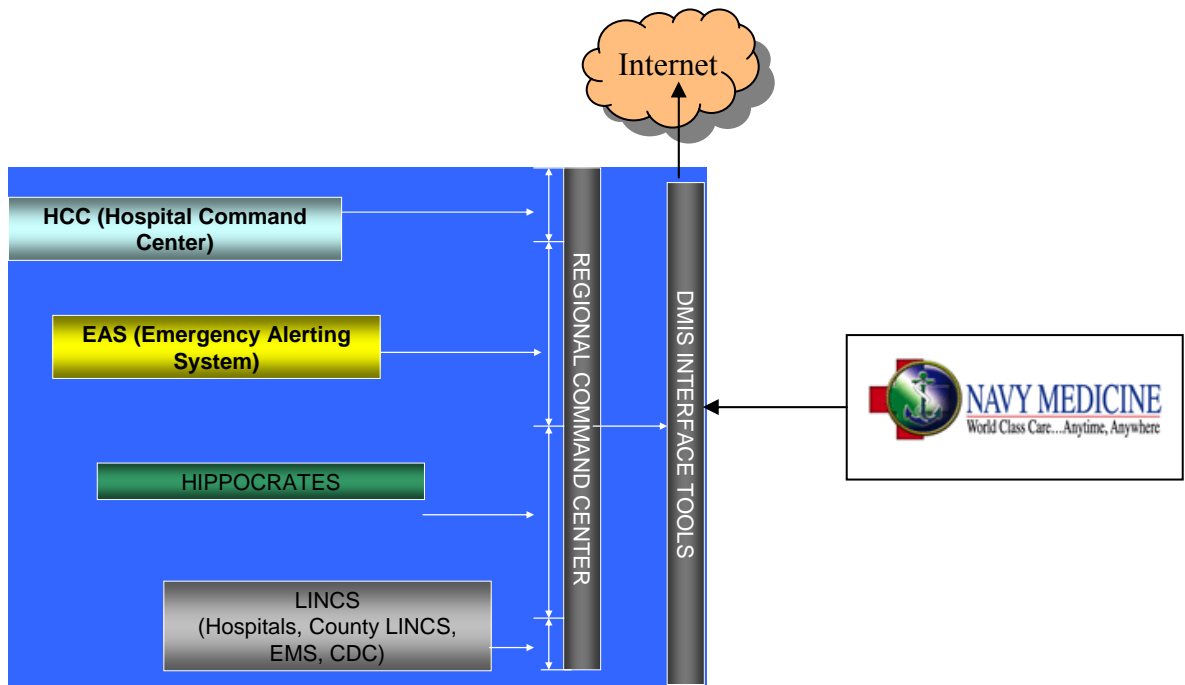 Internet
HCC (Hospital Command
Center)
EAS (Emergency Alerting
System)
HIPPOCRATES
LINCS
(Hospitals, County LINCS,
EMS, CDC)
REGIONAL COMMAND CENTER
DMIS INTERFACE TOOLS
NAVY MEDICINE
World Class Care...Anytime, Anywhere